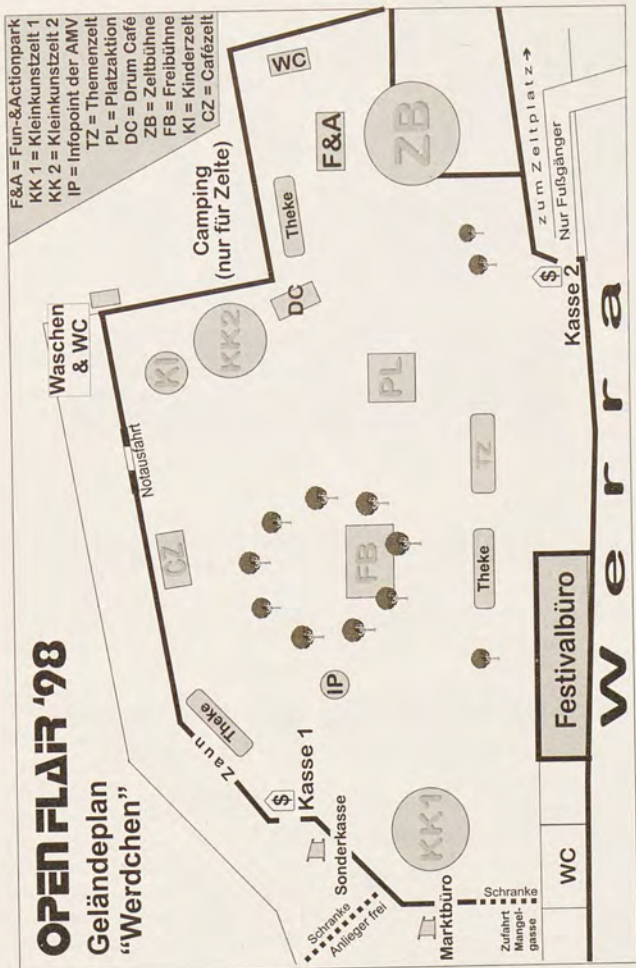 OPEN FLAIR '98
Geländeplan
"Werdchen"
F&A = Fun-&Actionpark
KK 1 = Kleinkunstzelt 1
KK 2 = Kleinkunstzelt 2
IP = Infopoint der AMV
TZ = Themenzelt
PL = Platzaktion
DC = Drum Café
ZB = Zeltbühne
FB = Freibühne
KI = Kinderzelt
CZ = Cafézelt
Waschen
& WC
Camping
(nur für Zelte)
WC
F&A
ZB
Theke
DC
KK2
KI
Notausfahrt
CZ
Theke
Zaun
$
Kasse 1
Sonderkasse
Schranke
Anlieger frei
Marktbüro
KK1
IP
FB
PL
TZ
Theke
Schranke
Zufahrt
Mangel-
gasse
WC
Festivalbüro
$
Kasse 2
zum Zeltplatz→
Nur Fußgänger
Werra